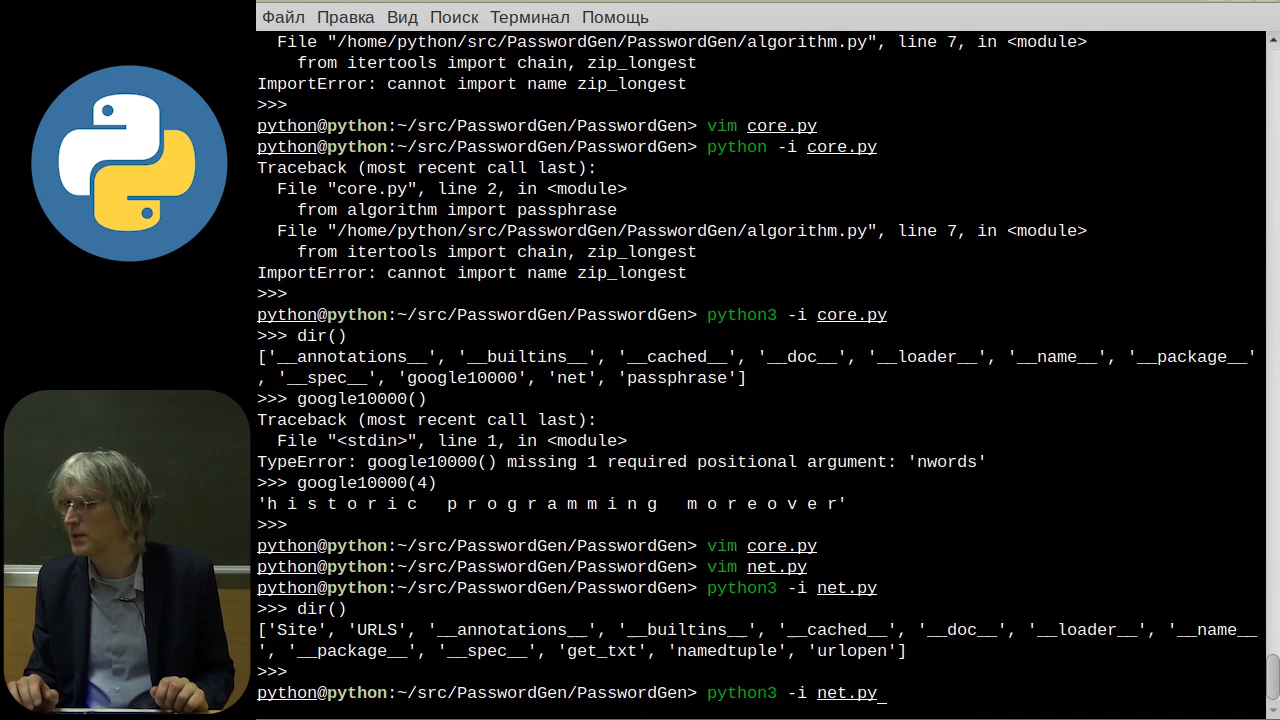 Файл Правка Вид Поиск Терминал Помощь
  File "/home/python/src/PasswordGen/PasswordGen/algorithm.py", line 7, in <module>
    from itertools import chain, zip_longest
ImportError: cannot import name zip_longest
>>>
python@python:~/src/PasswordGen/PasswordGen> vim core.py
python@python:~/src/PasswordGen/PasswordGen> python -i core.py
Traceback (most recent call last):
  File "core.py", line 2, in <module>
    from algorithm import passphrase
  File "/home/python/src/PasswordGen/PasswordGen/algorithm.py", line 7, in <module>
    from itertools import chain, zip_longest
ImportError: cannot import name zip_longest
>>>
python@python:~/src/PasswordGen/PasswordGen> python3 -i core.py
>>> dir()
['__annotations__', '__builtins__', '__cached__', '__doc__', '__loader__', '__name__', '__package__'
, '__spec__', 'google10000', 'net', 'passphrase']
>>> google10000()
Traceback (most recent call last):
  File "<stdin>", line 1, in <module>
TypeError: google10000() missing 1 required positional argument: 'nwords'
>>> google10000(4)
'h i s t o r i c   p r o g r a m m i n g   m o r e o v e r'
>>>
python@python:~/src/PasswordGen/PasswordGen> vim core.py
python@python:~/src/PasswordGen/PasswordGen> vim net.py
python@python:~/src/PasswordGen/PasswordGen> python3 -i net.py
>>> dir()
['Site', 'URLS', '__annotations__', '__builtins__', '__cached__', '__doc__', '__loader__', '__name__
', '__package__', '__spec__', 'get_txt', 'namedtuple', 'urlopen']
>>>
python@python:~/src/PasswordGen/PasswordGen> python3 -i net.py